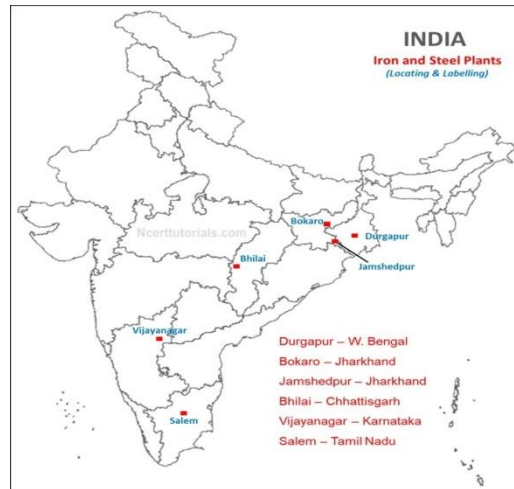 INDIA
Iron and Steel Plants
(Locating & Labelling)
Ncerttutorials.com
Bokaro
Durgapur
Bhilai
Jamshedpur
Vijayanagar
Salem
Durgapur – W. Bengal
Bokaro – Jharkhand
Jamshedpur – Jharkhand
Bhilai – Chhattisgarh
Vijayanagar – Karnataka
Salem – Tamil Nadu